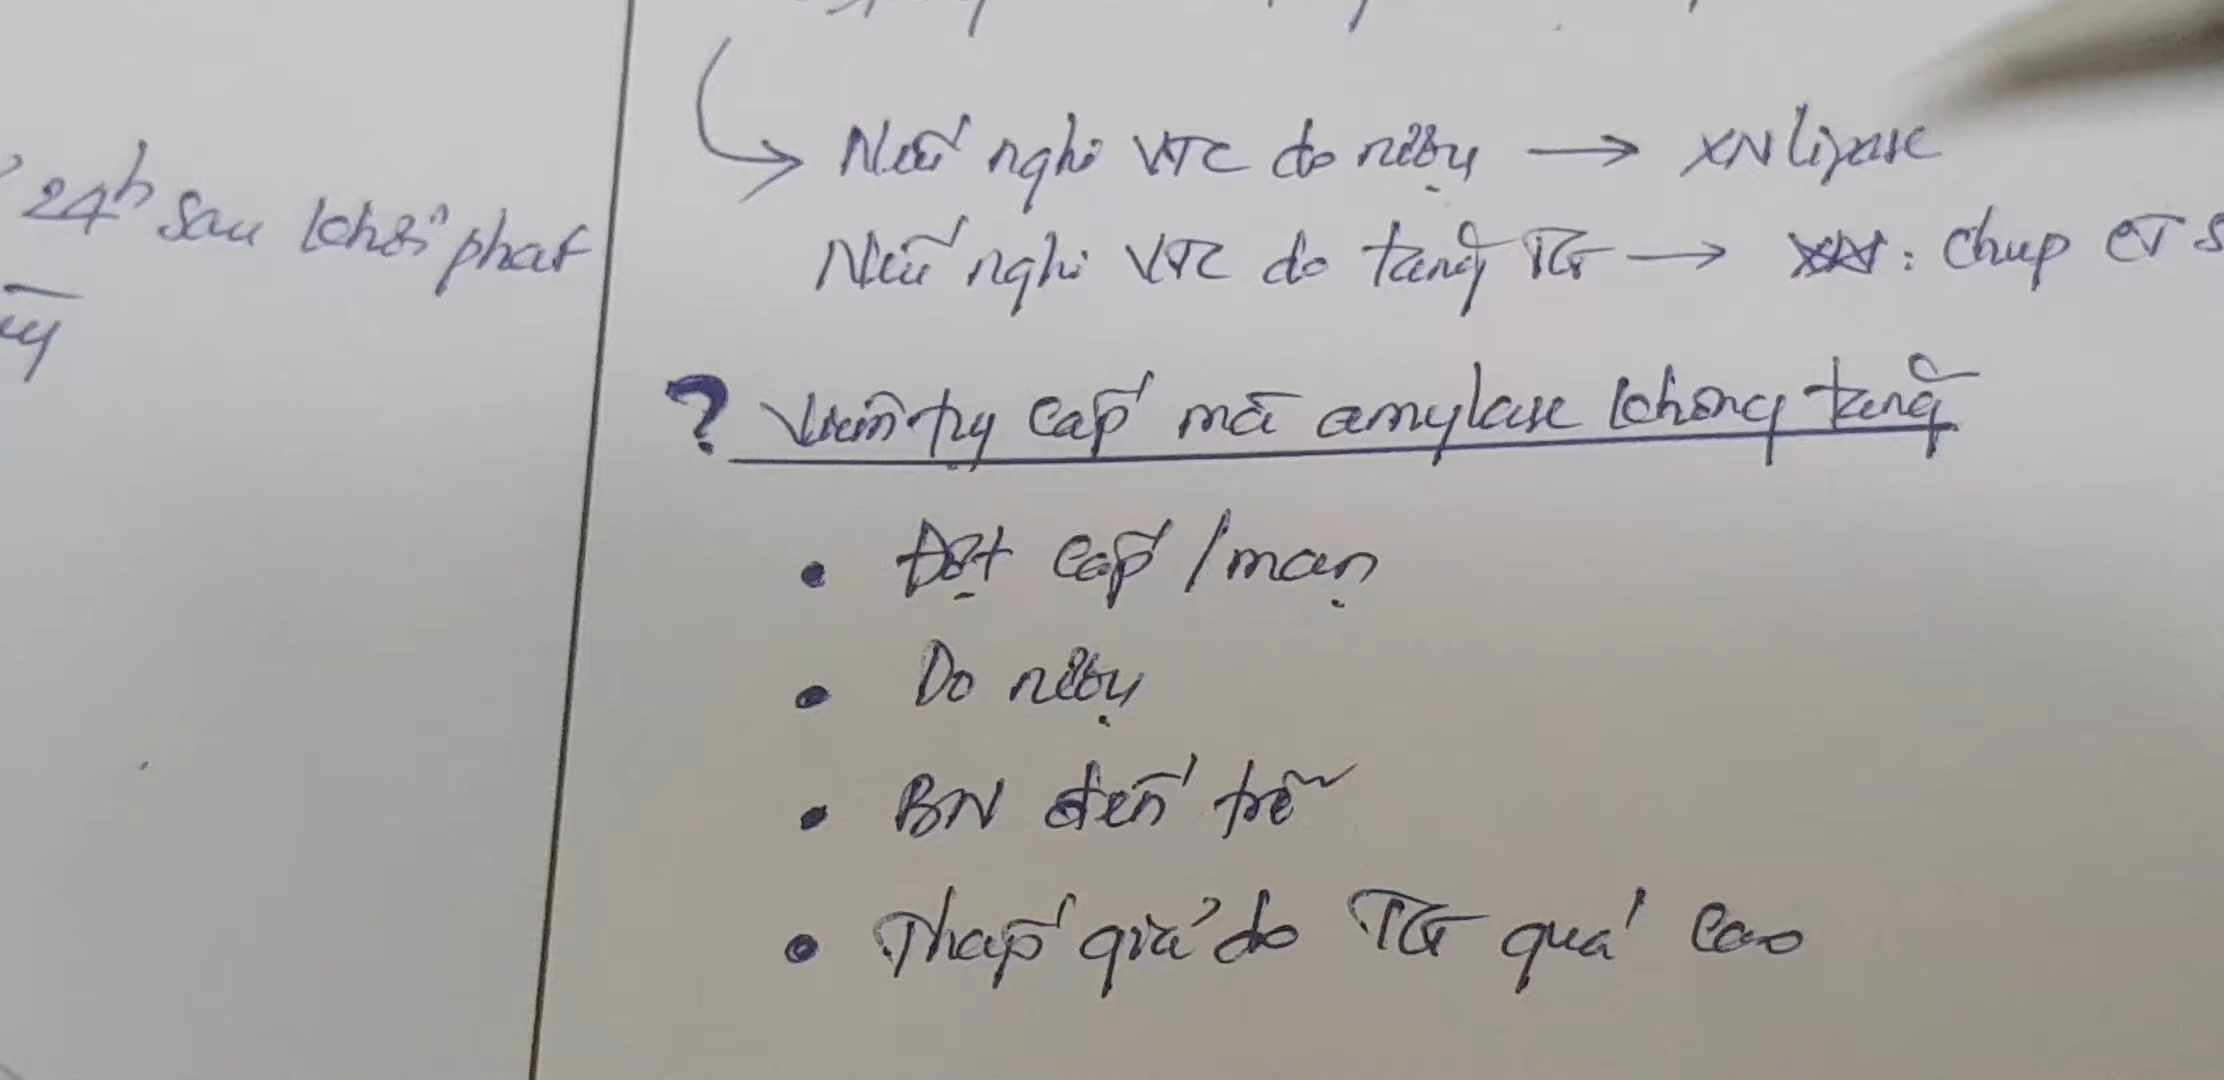 24h sau khởi phát
Nếu nghi VTC do rượu → XN lipase
Nếu nghi VTC do tăng TG → : Chụp CT S
? Viêm tụy cấp mà amylase không tăng
• Đợt cấp / mạn
• Do rượu
• BN đến trễ
• Thấp giả do TG quá cao